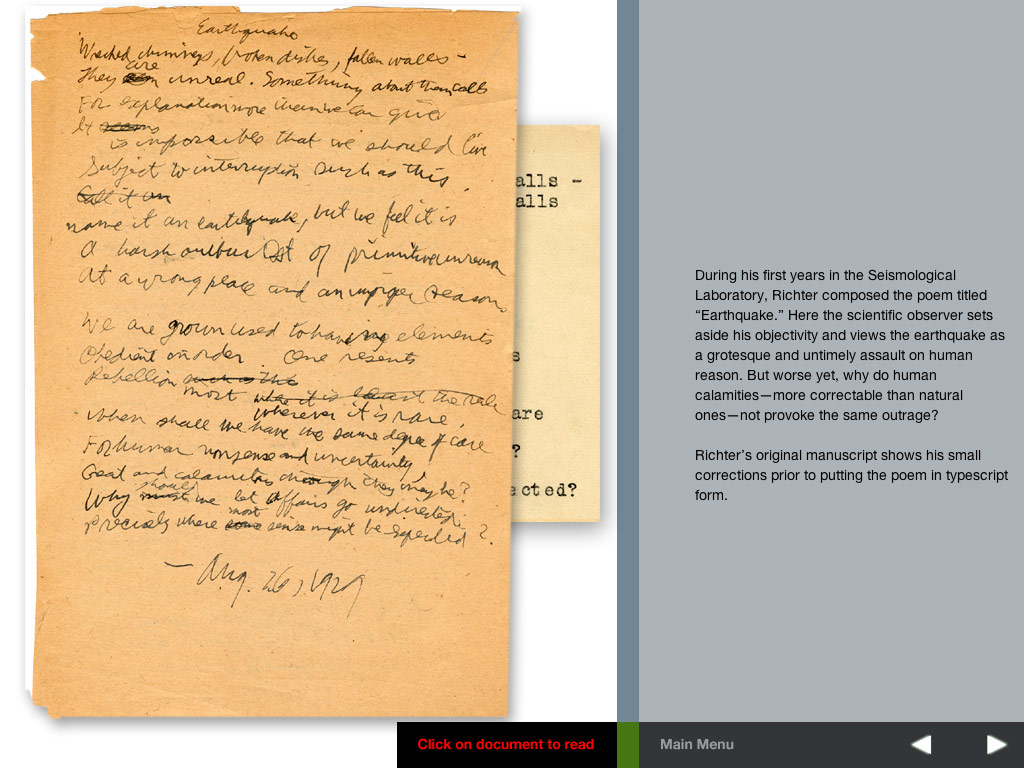 Earthquake
Wrecked chimneys, broken dishes, fallen walls –
They are unreal. Something about them calls
For explanation more than we can give
It seems
is impossible that we should live
Subject to interruption such as this.
Call it an
name it an earthquake, but we feel it is
A harsh outburst of primitive unreason
At a wrong place and an improper season.
We are grown used to having elements
Obedient on order. One resents
Rebellion such as this
most where it is least the rule
wherever it is rare.
When shall we have the same degree of care
For human nonsense and uncertainty,
Great and calamitous though they may be?
should
Why must we let affairs go undirected
most
Precisely where some sense might be expected?
— Aug. 26, 1929
alls –
alls
s
are
?
ected?
During his first years in the Seismological
Laboratory, Richter composed the poem titled
“Earthquake.” Here the scientific observer sets
aside his objectivity and views the earthquake as
a grotesque and untimely assault on human
reason. But worse yet, why do human
calamities—more correctable than natural
ones—not provoke the same outrage?
Richter’s original manuscript shows his small
corrections prior to putting the poem in typescript
form.
Click on document to read
Main Menu